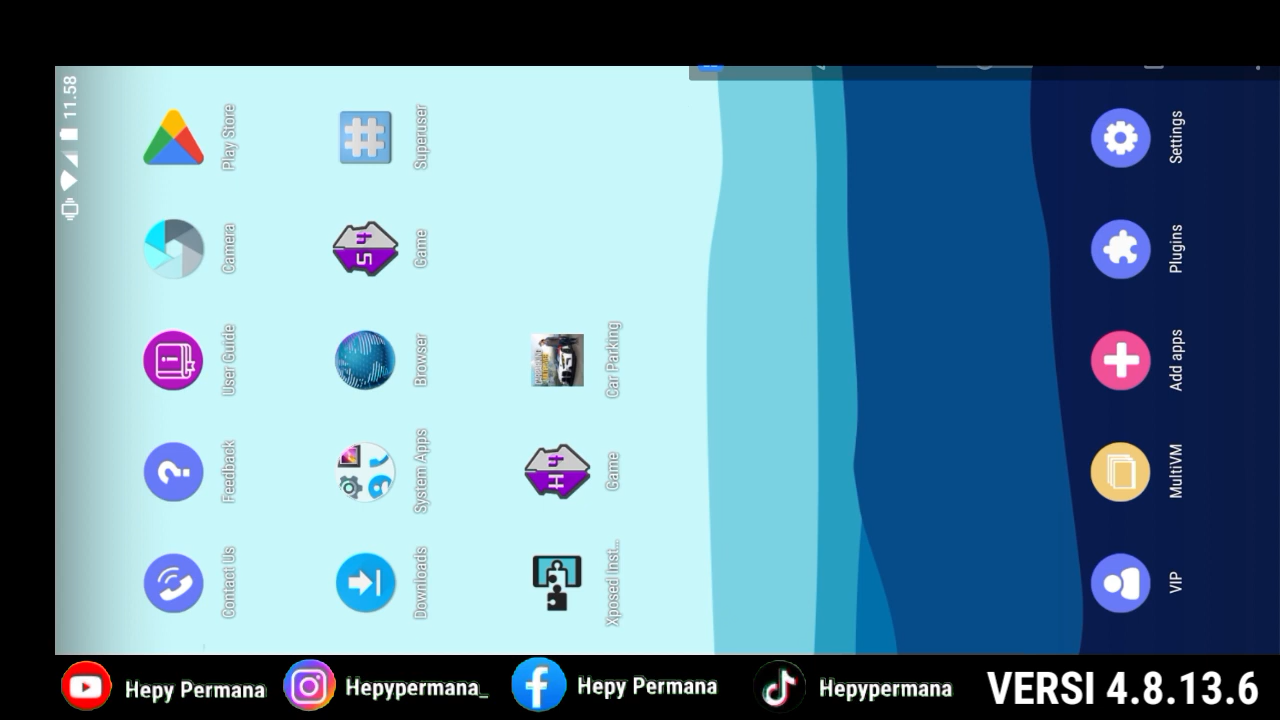 11.58
Contact Us
Feedback
User Guide
Camera
Play Store
Downloads
System Apps
Browser
Game
Superuser
Xposed Inst...
Game
Car Parking
VIP
MultiVM
Add apps
Plugins
Settings
Hepy Permana
Hepypermana_
Hepy Permana
Hepypermana
VERSI 4.8.13.6